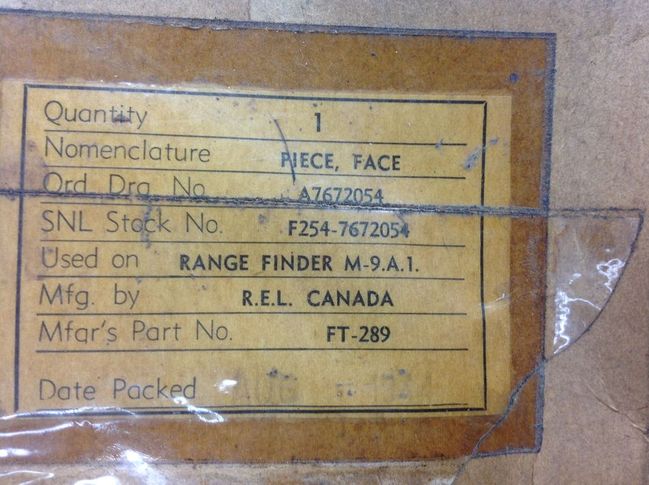 Quantity 1
Nomenclature PIECE, FACE
Ord. Drg. No. A7672054
SNL Stock No. F254-7672054
Used on RANGE FINDER M-9.A.1.
Mfg. by R.E.L. CANADA
Mfgr's Part No. FT-289
Date Packed